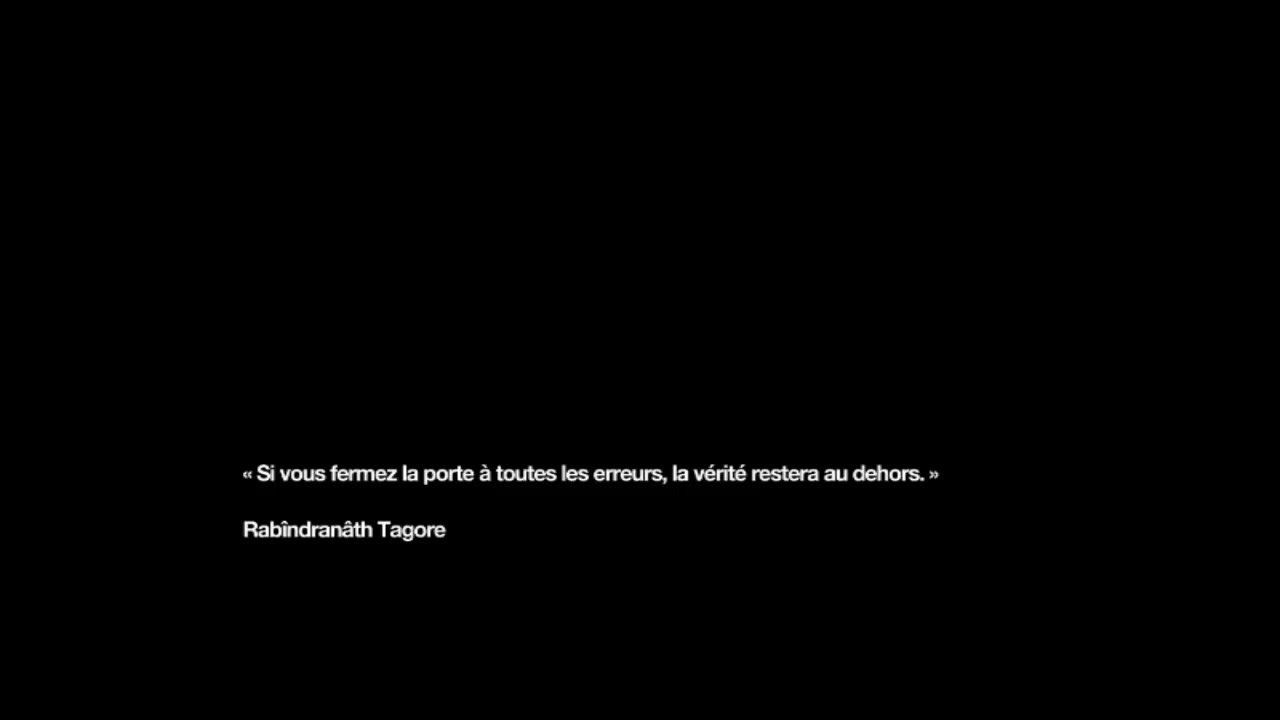 « Si vous fermez la porte à toutes les erreurs, la vérité restera au dehors. »
Rabîndranâth Tagore